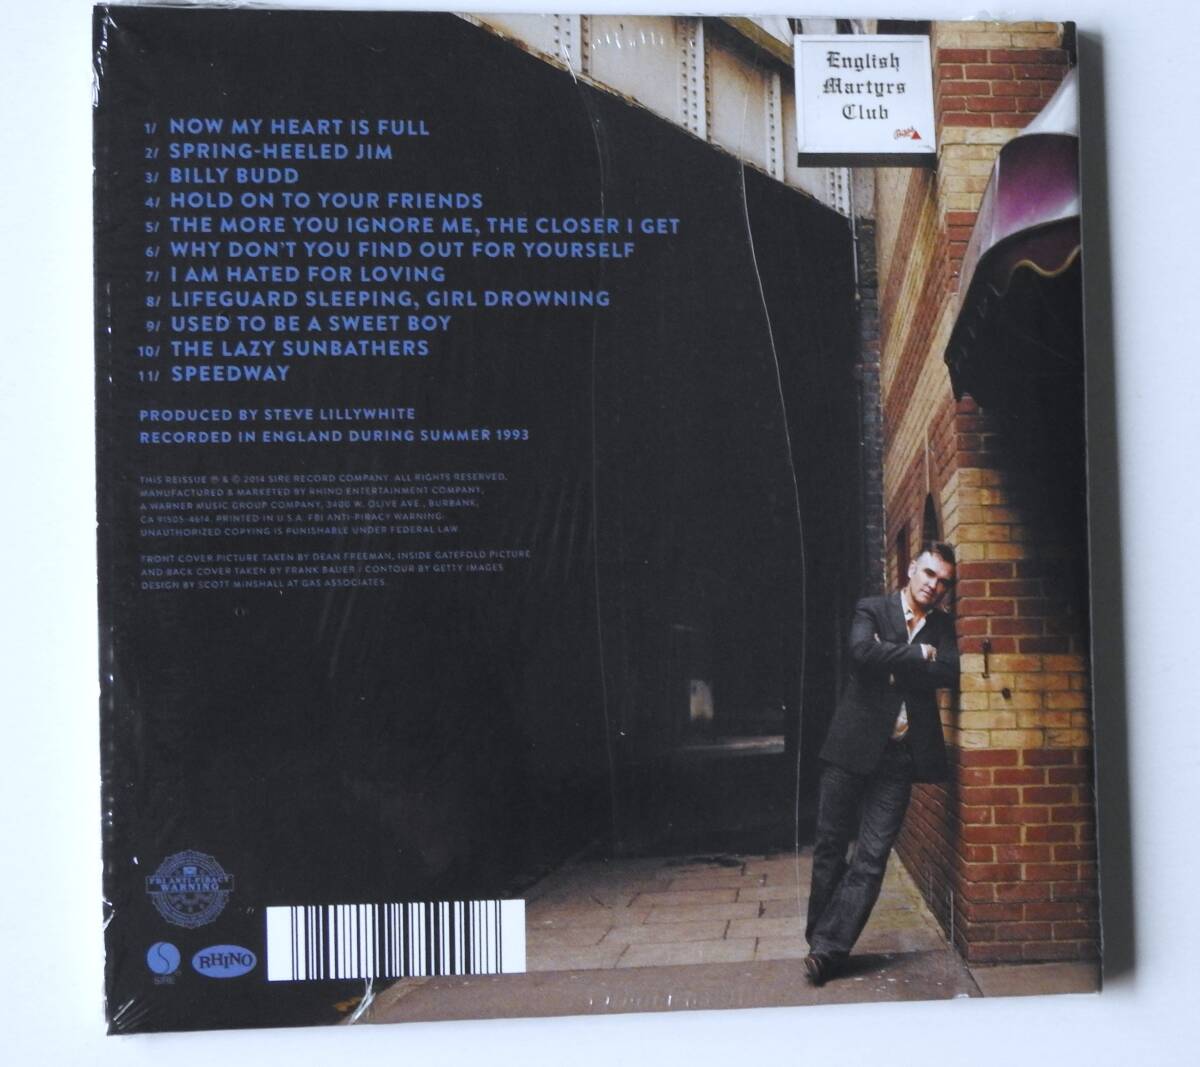 English
Martyrs
Club
1/ NOW MY HEART IS FULL
2/ SPRING-HEELED JIM
3/ BILLY BUDD
4/ HOLD ON TO YOUR FRIENDS
5/ THE MORE YOU IGNORE ME, THE CLOSER I GET
6/ WHY DON'T YOU FIND OUT FOR YOURSELF
7/ I AM HATED FOR LOVING
8/ LIFEGUARD SLEEPING, GIRL DROWNING
9/ USED TO BE A SWEET BOY
10/ THE LAZY SUNBATHERS
11/ SPEEDWAY
PRODUCED BY STEVE LILLYWHITE
RECORDED IN ENGLAND DURING SUMMER 1993
THIS REISSUE ℗ & © 2014 SIRE RECORD COMPANY. ALL RIGHTS RESERVED.
MANUFACTURED & MARKETED BY RHINO ENTERTAINMENT COMPANY,
A WARNER MUSIC GROUP COMPANY, 3400 W. OLIVE AVE., BURBANK,
CA 91505-4614. PRINTED IN U.S.A. FBI ANTI-PIRACY WARNING:
UNAUTHORIZED COPYING IS PUNISHABLE UNDER FEDERAL LAW.
FRONT COVER PICTURE TAKEN BY DEAN FREEMAN, INSIDE GATEFOLD PICTURE
AND BACK COVER TAKEN BY FRANK BAUER / CONTOUR BY GETTY IMAGES
DESIGN BY SCOTT MINSHALL AT GAS ASSOCIATES.
FBI ANTI-PIRACY
WARNING
SIRE
RHINO